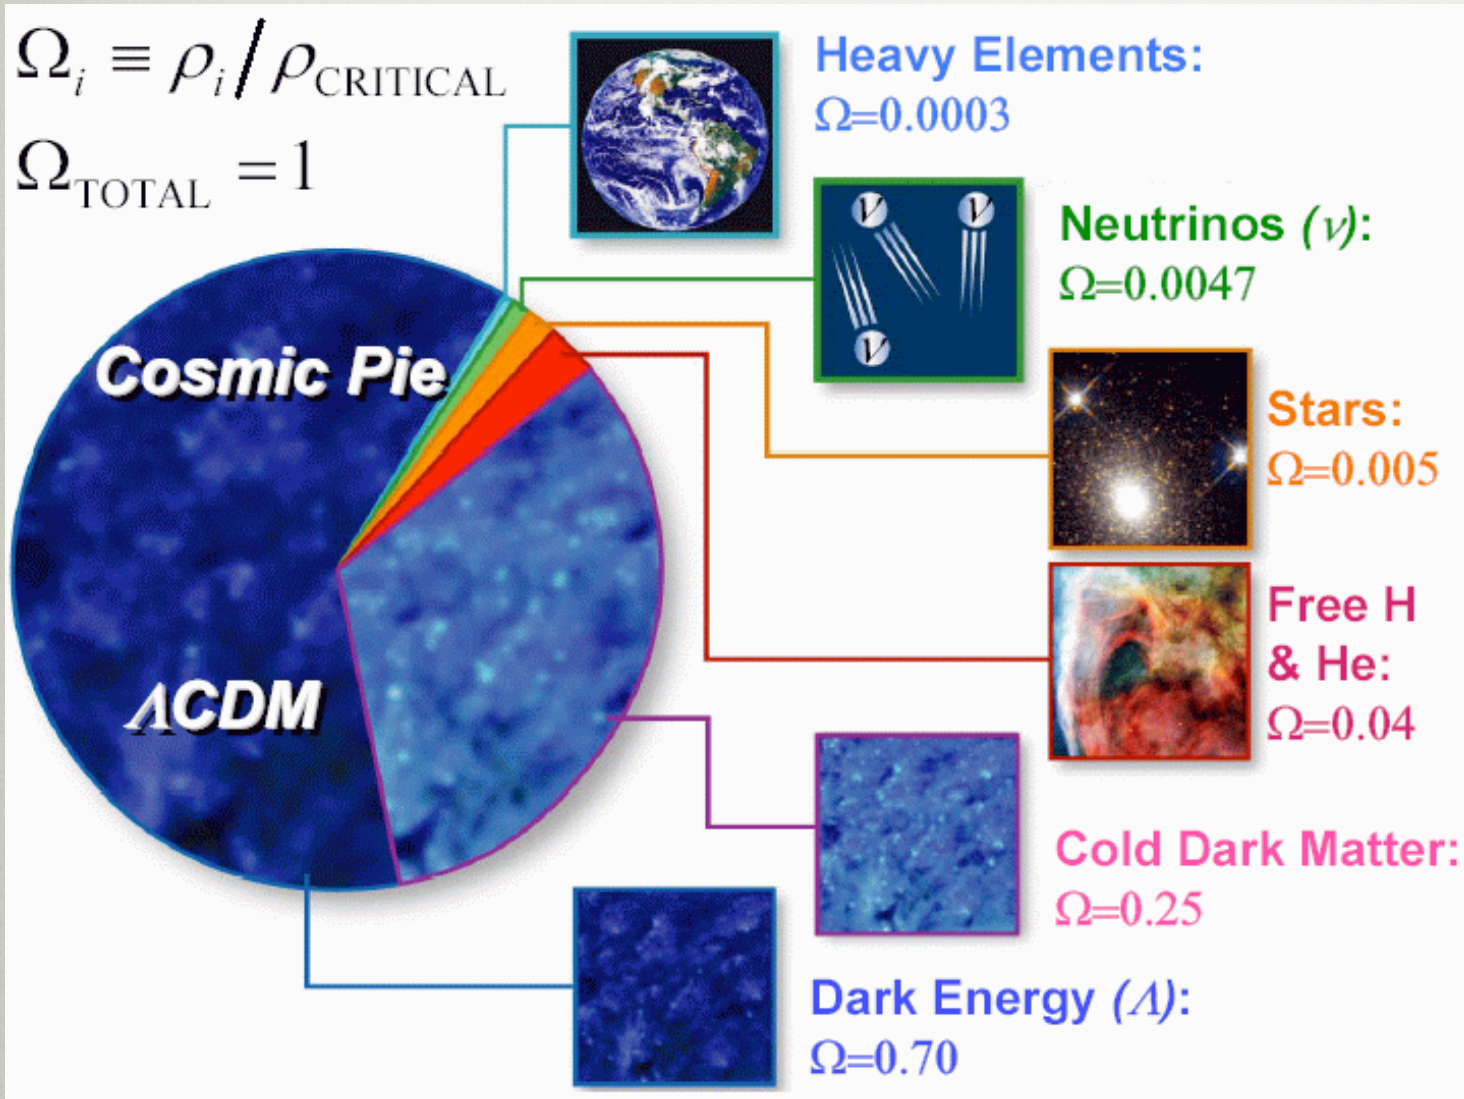 Ωᵢ ≡ ρᵢ/ρCRITICAL
ΩTOTAL = 1
Heavy Elements:
Ω=0.0003
ν ν
ν
Neutrinos (ν):
Ω=0.0047
Cosmic Pie
Stars:
Ω=0.005
Free H
& He:
Ω=0.04
ΛCDM
Cold Dark Matter:
Ω=0.25
Dark Energy (Λ):
Ω=0.70